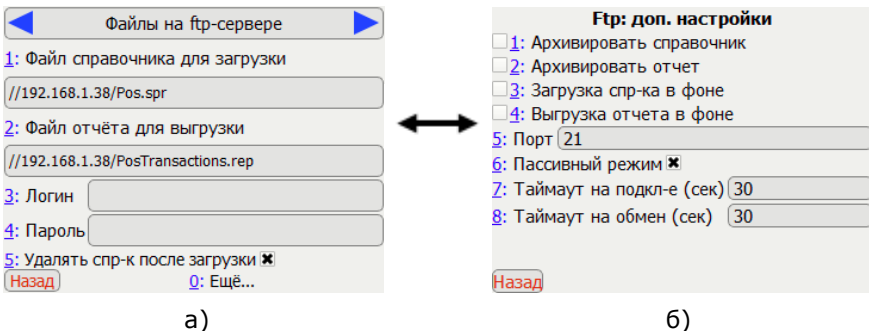 Файлы на ftp-сервере
1: Файл справочника для загрузки
//192.168.1.38/Pos.spr
2: Файл отчёта для выгрузки
//192.168.1.38/PosTransactions.rep
3: Логин
4: Пароль
5: Удалять спр-к после загрузки
Назад 0: Ещё...
а)
Ftp: доп. настройки
1: Архивировать справочник
2: Архивировать отчет
3: Загрузка спр-ка в фоне
4: Выгрузка отчета в фоне
5: Порт 21
6: Пассивный режим
7: Таймаут на подкл-е (сек) 30
8: Таймаут на обмен (сек) 30
Назад
б)